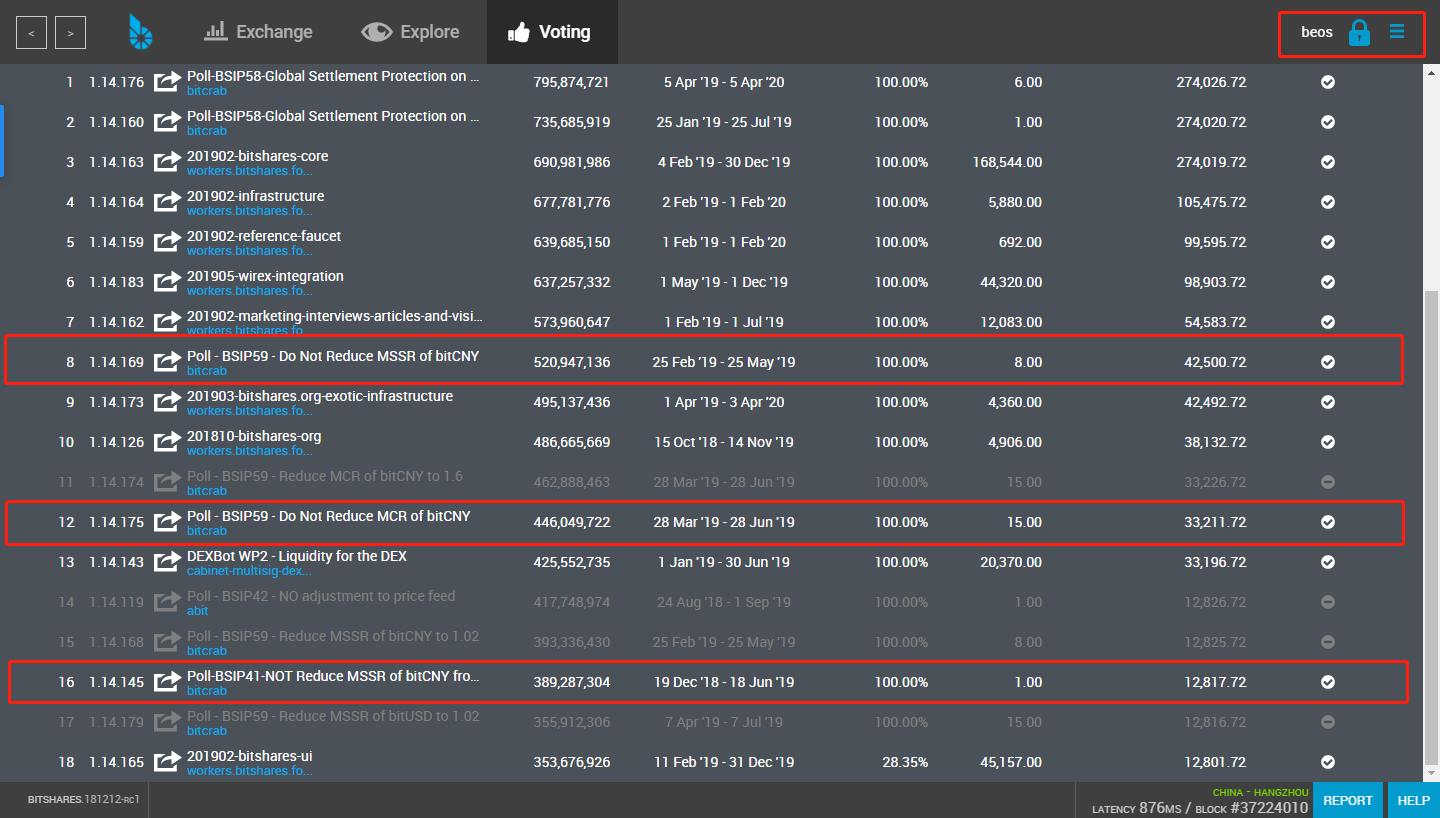 < > Exchange Explore Voting beos
1 1.14.176 Poll-BSIP58-Global Settlement Protection on ... 795,874,721 5 Apr '19 - 5 Apr '20 100.00% 6.00 274,026.72
bitcrab
2 1.14.160 Poll-BSIP58-Global Settlement Protection on ... 735,685,919 25 Jan '19 - 25 Jul '19 100.00% 1.00 274,020.72
bitcrab
3 1.14.163 201902-bitshares-core 690,981,986 4 Feb '19 - 30 Dec '19 100.00% 168,544.00 274,019.72
workers.bitshares.fo...
4 1.14.164 201902-infrastructure 677,781,776 2 Feb '19 - 1 Feb '20 100.00% 5,880.00 105,475.72
workers.bitshares.fo...
5 1.14.159 201902-reference-faucet 639,685,150 1 Feb '19 - 1 Feb '20 100.00% 692.00 99,595.72
workers.bitshares.fo...
6 1.14.183 201905-wirex-integration 637,257,332 1 May '19 - 1 Dec '19 100.00% 44,320.00 98,903.72
workers.bitshares.fo...
7 1.14.162 201902-marketing-interviews-articles-and-visi... 573,960,647 1 Feb '19 - 1 Jul '19 100.00% 12,083.00 54,583.72
workers.bitshares.fo...
8 1.14.169 Poll - BSIP59 - Do Not Reduce MSSR of bitCNY 520,947,136 25 Feb '19 - 25 May '19 100.00% 8.00 42,500.72
bitcrab
9 1.14.173 201903-bitshares.org-exotic-infrastructure 495,137,436 1 Apr '19 - 3 Apr '20 100.00% 4,360.00 42,492.72
workers.bitshares.fo...
10 1.14.126 201810-bitshares-org 486,665,669 15 Oct '18 - 14 Nov '19 100.00% 4,906.00 38,132.72
workers.bitshares.fo...
11 1.14.174 Poll - BSIP59 - Reduce MCR of bitCNY to 1.6 462,888,463 28 Mar '19 - 28 Jun '19 100.00% 15.00 33,226.72
bitcrab
12 1.14.175 Poll - BSIP59 - Do Not Reduce MCR of bitCNY 446,049,722 28 Mar '19 - 28 Jun '19 100.00% 15.00 33,211.72
bitcrab
13 1.14.143 DEXBot WP2 - Liquidity for the DEX 425,552,735 1 Jan '19 - 30 Jun '19 100.00% 20,370.00 33,196.72
cabinet-multisig-dex...
14 1.14.119 Poll - BSIP42 - NO adjustment to price feed 417,748,974 24 Aug '18 - 1 Sep '19 100.00% 1.00 12,826.72
abit
15 1.14.168 Poll - BSIP59 - Reduce MSSR of bitCNY to 1.02 393,336,430 25 Feb '19 - 25 May '19 100.00% 8.00 12,825.72
bitcrab
16 1.14.145 Poll-BSIP41-NOT Reduce MSSR of bitCNY fro... 389,287,304 19 Dec '18 - 18 Jun '19 100.00% 1.00 12,817.72
bitcrab
17 1.14.179 Poll - BSIP59 - Reduce MSSR of bitUSD to 1.02 355,912,306 7 Apr '19 - 7 Jul '19 100.00% 15.00 12,816.72
bitcrab
18 1.14.165 201902-bitshares-ui 353,676,926 11 Feb '19 - 31 Dec '19 28.35% 45,157.00 12,801.72
workers.bitshares.fo...
BITSHARES.181212-RC1
CHINA - HANGZHOU
LATENCY 876MS / BLOCK #37224010
REPORT HELP